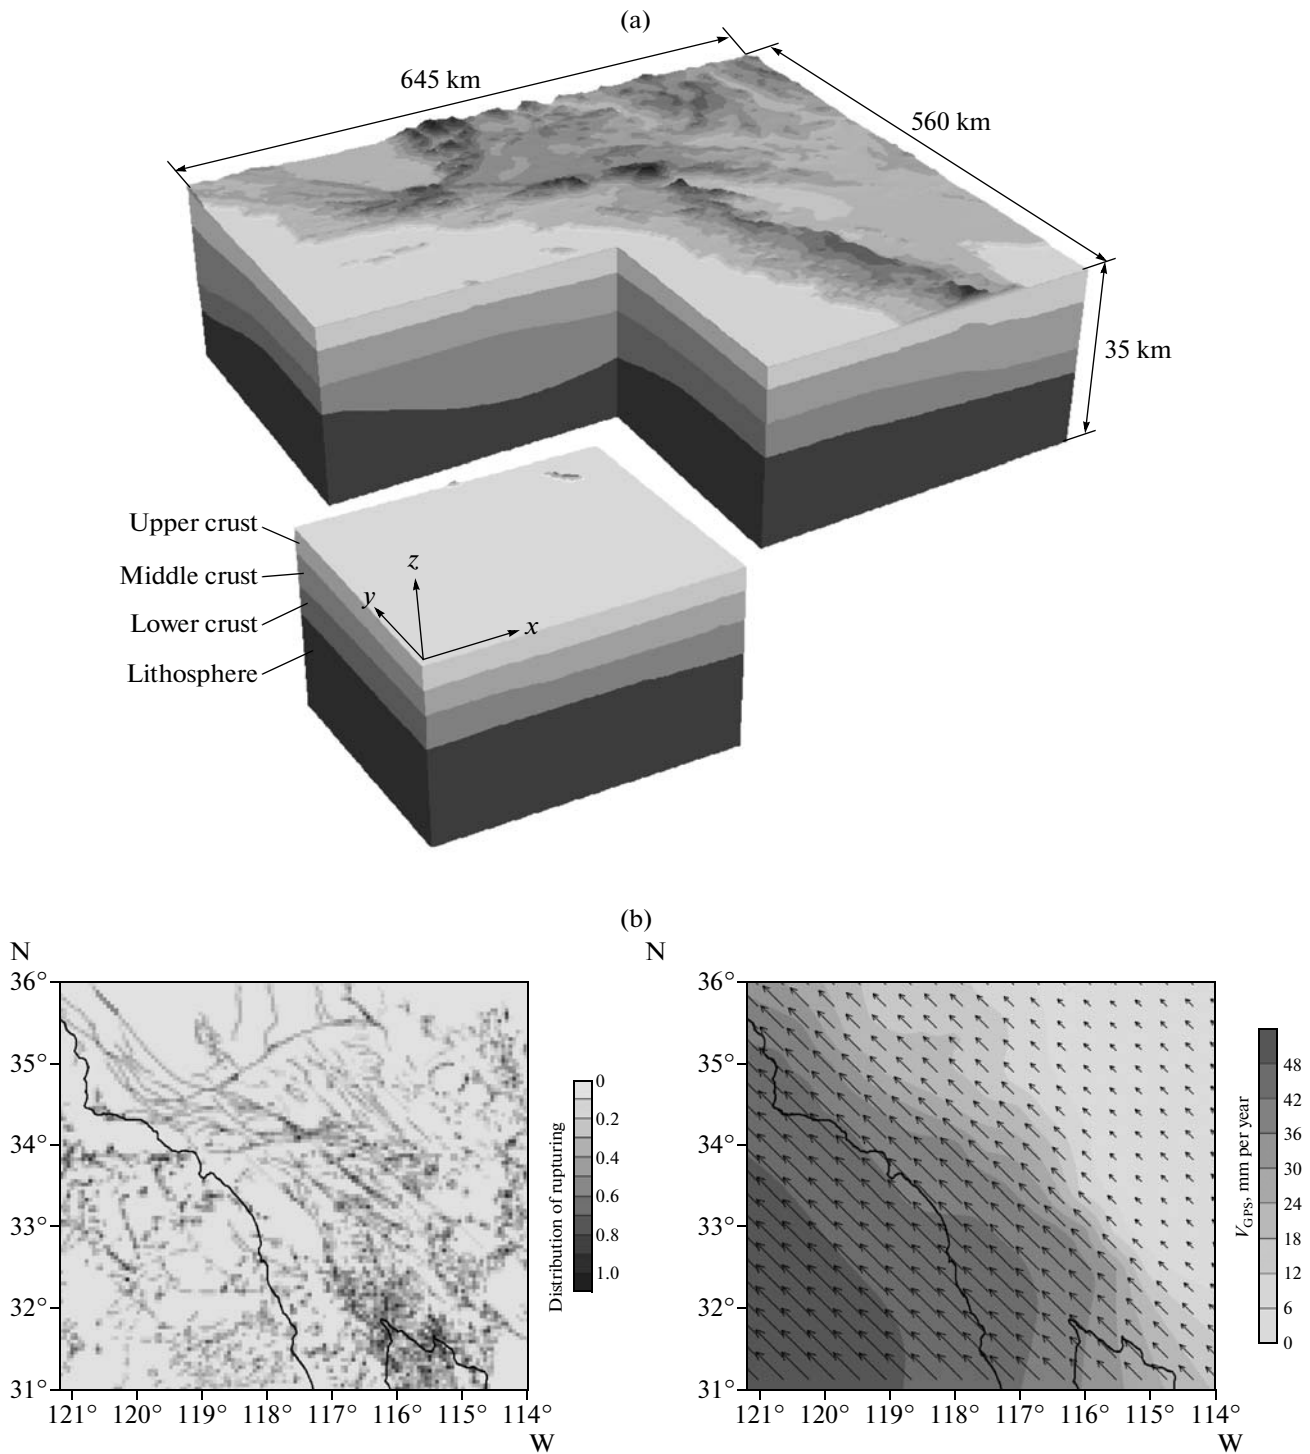 (a)
645 km
560 km
35 km
Upper crust
Middle crust
Lower crust
Lithosphere
z
y
x
(b)
N
36°
35°
34°
33°
32°
31°
121° 120° 119° 118° 117° 116° 115° 114°
W
Distribution of rupturing
0
0.2
0.4
0.6
0.8
1.0
N
36°
35°
34°
33°
32°
31°
121° 120° 119° 118° 117° 116° 115° 114°
W
V_GPS, mm per year
48
42
36
30
24
18
12
6
0